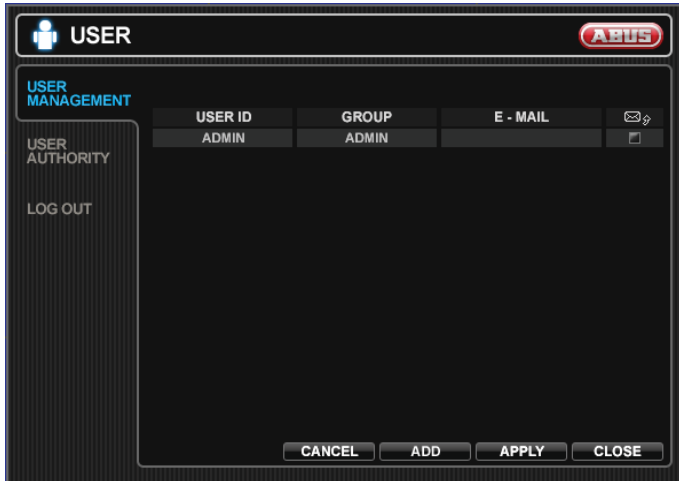 USER
ABUS
USER
MANAGEMENT
USER ID GROUP E - MAIL
ADMIN ADMIN
USER
AUTHORITY
LOG OUT
CANCEL ADD APPLY CLOSE